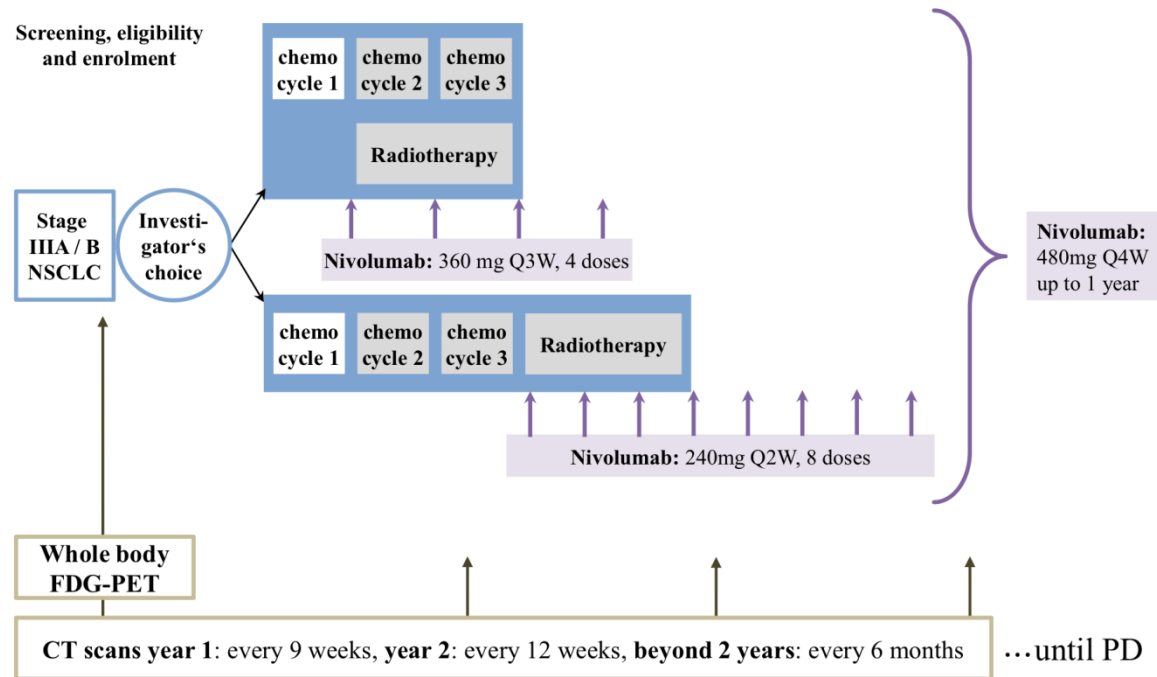 Screening, eligibility
and enrolment
chemo
cycle 1
chemo
cycle 2
chemo
cycle 3
Radiotherapy
Stage
IIIA / B
NSCLC
Investi-
gator‘s
choice
Nivolumab: 360 mg Q3W, 4 doses
Nivolumab:
480mg Q4W
up to 1 year
chemo
cycle 1
chemo
cycle 2
chemo
cycle 3
Radiotherapy
Nivolumab: 240mg Q2W, 8 doses
Whole body
FDG-PET
CT scans year 1: every 9 weeks, year 2: every 12 weeks, beyond 2 years: every 6 months
...until PD